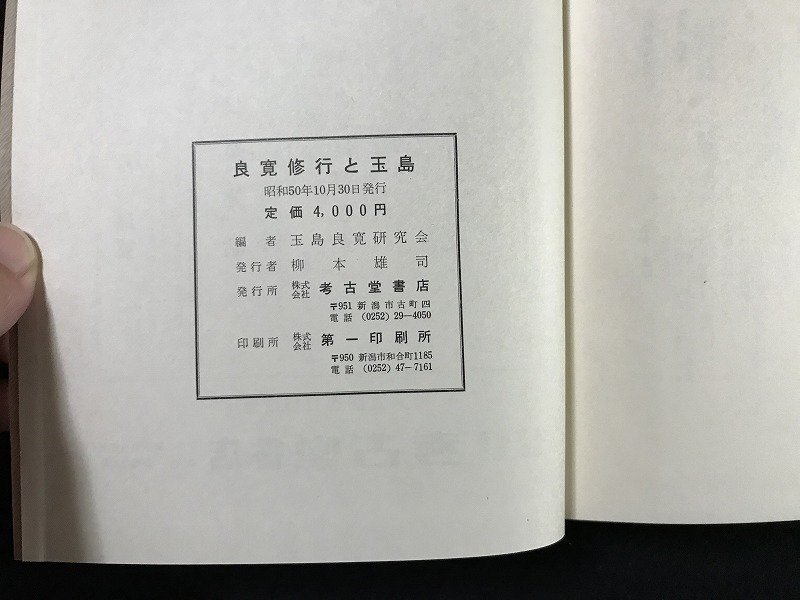 良寛修行と玉島
昭和50年10月30日発行
定価 4,000円
編者 玉島良寛研究会
発行者 柳本雄司
発行所 株式会社 考古堂書店
〒951 新潟市古町四
電話 (0252) 29-4050
印刷所 株式会社 第一印刷所
〒950 新潟市和合町1185
電話 (0252) 47-7161